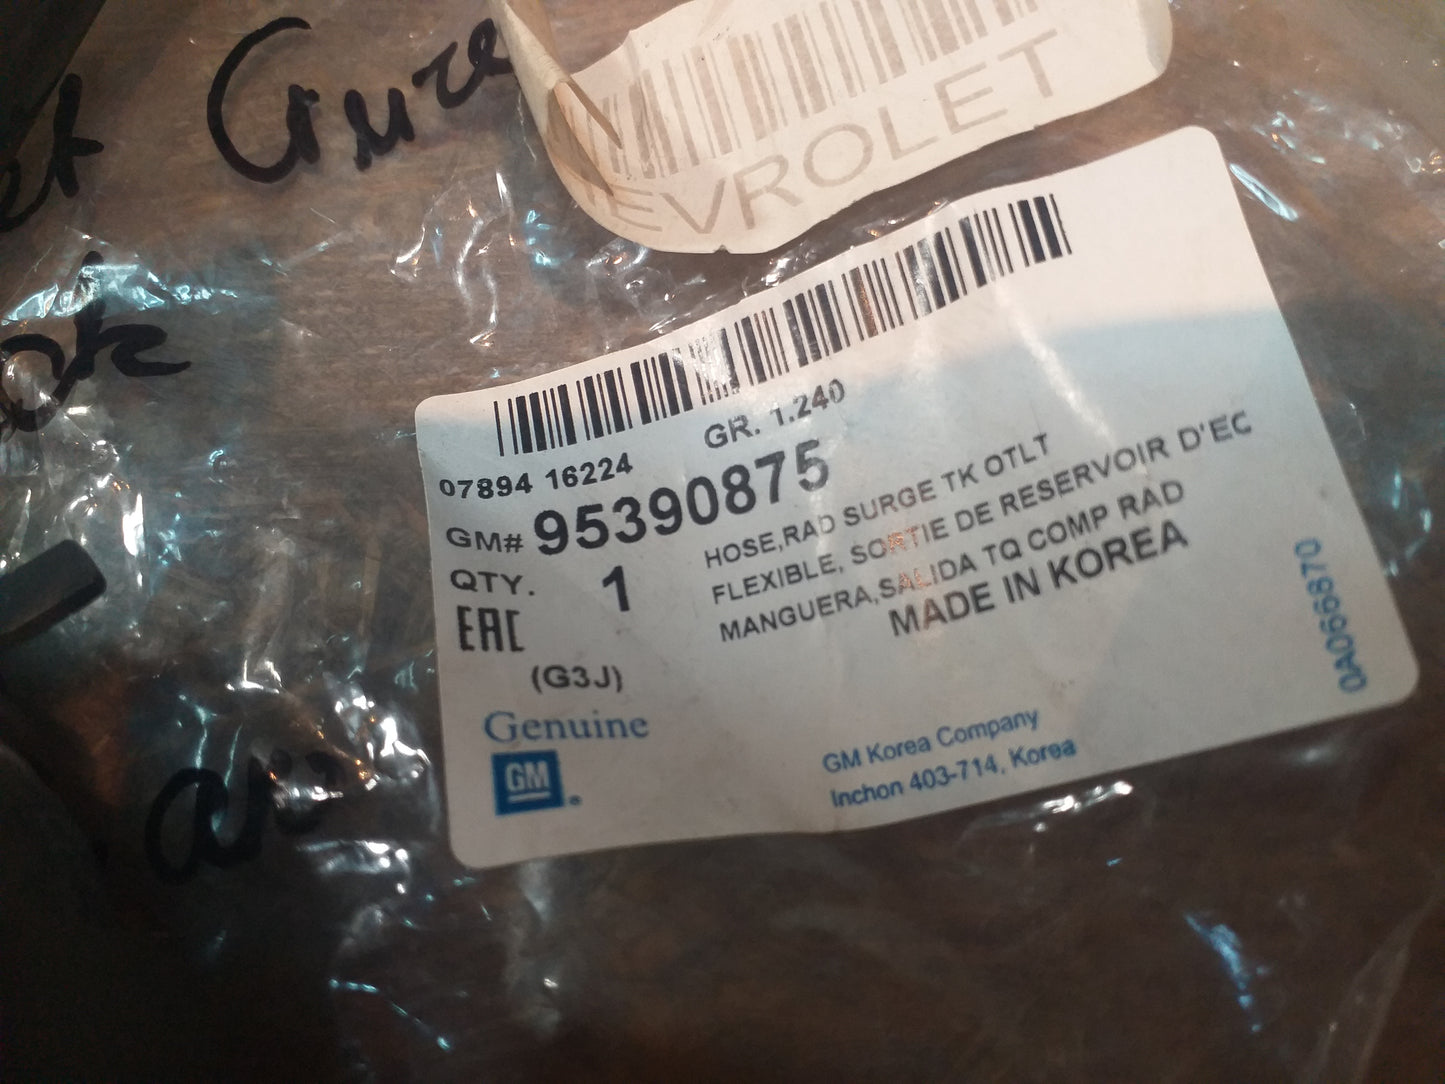 CHEVROLET
07894 16224
GR. 1.240
GM# 95390875
HOSE,RAD SURGE TK OTLT
FLEXIBLE, SORTIE DE RESERVOIR D'EC
MANGUERA,SALIDA TQ COMP RAD
MADE IN KOREA
QTY. 1
EAC
(G3J)
Genuine
GM
GM Korea Company
Inchon 403-714, Korea
0A066870